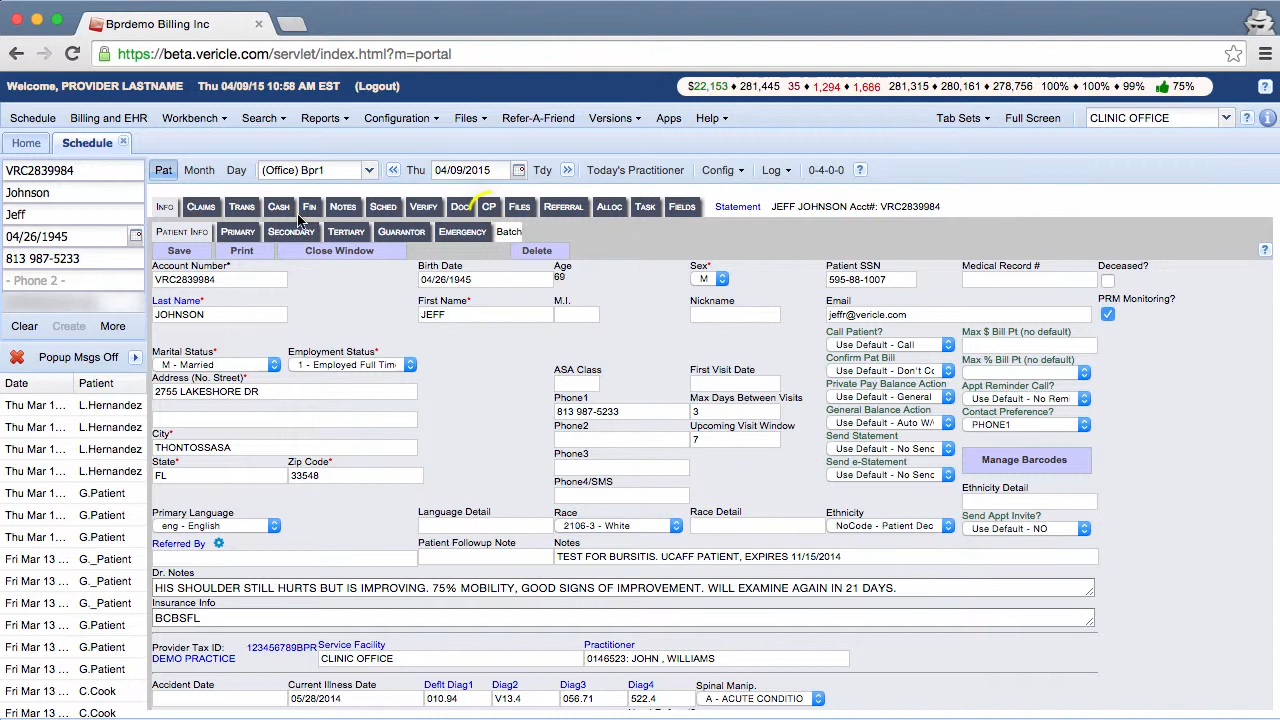 Bprdemo Billing Inc
https://beta.vericle.com/servlet/index.html?m=portal
Welcome, PROVIDER LASTNAME Thu 04/09/15 10:58 AM EST (Logout) $22,153 ♦ 281,445 35 ♦ 1,294 ♦ 1,686 281,315 ♦ 280,161 ♦ 278,756 100% ♦ 100% ♦ 99% 75% ?
Schedule Billing and EHR Workbench Search Reports Configuration Files Refer-A-Friend Versions Apps Help Tab Sets Full Screen CLINIC OFFICE ? i
Home Schedule
VRC2839984 Pat Month Day (Office) Bpr1 Thu 04/09/2015 Tdy Today's Practitioner Config Log 0-4-0-0 ?
Johnson
Jeff
04/26/1945
813 987-5233
- Phone 2 -
Clear Create More
Popup Msgs Off
Date Patient
Thu Mar 1... L.Hernandez
Thu Mar 1... L.Hernandez
Thu Mar 1... L.Hernandez
Thu Mar 1... L.Hernandez
Thu Mar 1... G.Patient
Thu Mar 1... G.Patient
Thu Mar 1... G.Patient
Fri Mar 13 ... G._Patient
Fri Mar 13 ... G._Patient
Fri Mar 13 ... G._Patient
Fri Mar 13 ... G.Patient
Fri Mar 13 ... G.Patient
Fri Mar 13 ... G.Patient
Fri Mar 13 ... C.Cook
Fri Mar 13 ... C.Cook
INFO CLAIMS TRANS CASH FIN NOTES SCHED VERIFY DOC CP FILES REFERRAL ALLOC TASK FIELDS Statement JEFF JOHNSON Acct#: VRC2839984
PATIENT INFO PRIMARY SECONDARY TERTIARY GUARANTOR EMERGENCY Batch
Save Print Close Window Delete ?
Account Number* Birth Date Age Sex* Patient SSN Medical Record # Deceased?
VRC2839984 04/26/1945 69 M 595-88-1007
Last Name* First Name* M.I. Nickname Email PRM Monitoring?
JOHNSON JEFF jeffr@vericle.com
Call Patient? Max $ Bill Pt (no default)
Use Default - Call
Marital Status* Employment Status* Confirm Pat Bill Max % Bill Pt (no default)
M - Married 1 - Employed Full Tim Use Default - Don't Cc
Address (No. Street)* ASA Class First Visit Date Private Pay Balance Action Appt Reminder Call?
2755 LAKESHORE DR Use Default - General Use Default - No Rem
Phone1 Max Days Between Visits General Balance Action Contact Preference?
813 987-5233 3 Use Default - Auto W/ PHONE1
City* Phone2 Upcoming Visit Window Send Statement
THONTOSSASA 7 Use Default - No Senc
State* Zip Code* Phone3 Send e-Statement Manage Barcodes
FL 33548 Use Default - No Senc
Phone4/SMS Ethnicity Detail
Primary Language Language Detail Race Race Detail Ethnicity Send Appt Invite?
eng - English 2106-3 - White NoCode - Patient Dec Use Default - NO
Referred By Patient Followup Note Notes
TEST FOR BURSITIS. UCAFF PATIENT, EXPIRES 11/15/2014
Dr. Notes
HIS SHOULDER STILL HURTS BUT IS IMPROVING. 75% MOBILITY, GOOD SIGNS OF IMPROVEMENT. WILL EXAMINE AGAIN IN 21 DAYS.
Insurance Info
BCBSFL
Provider Tax ID: 123456789BPR Service Facility Practitioner
DEMO PRACTICE CLINIC OFFICE 0146523: JOHN , WILLIAMS
Accident Date Current Illness Date Deflt Diag1 Diag2 Diag3 Diag4 Spinal Manip.
05/28/2014 010.94 V13.4 056.71 522.4 A - ACUTE CONDITIO